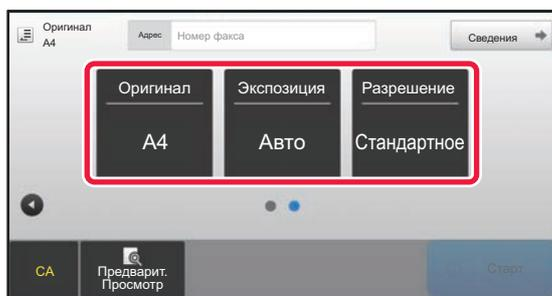 Оригинал
A4
Адрес
Номер факса
Сведения
Оригинал
A4
Экспозиция
Авто
Разрешение
Стандартное
CA
Предварит.
Просмотр
Старт